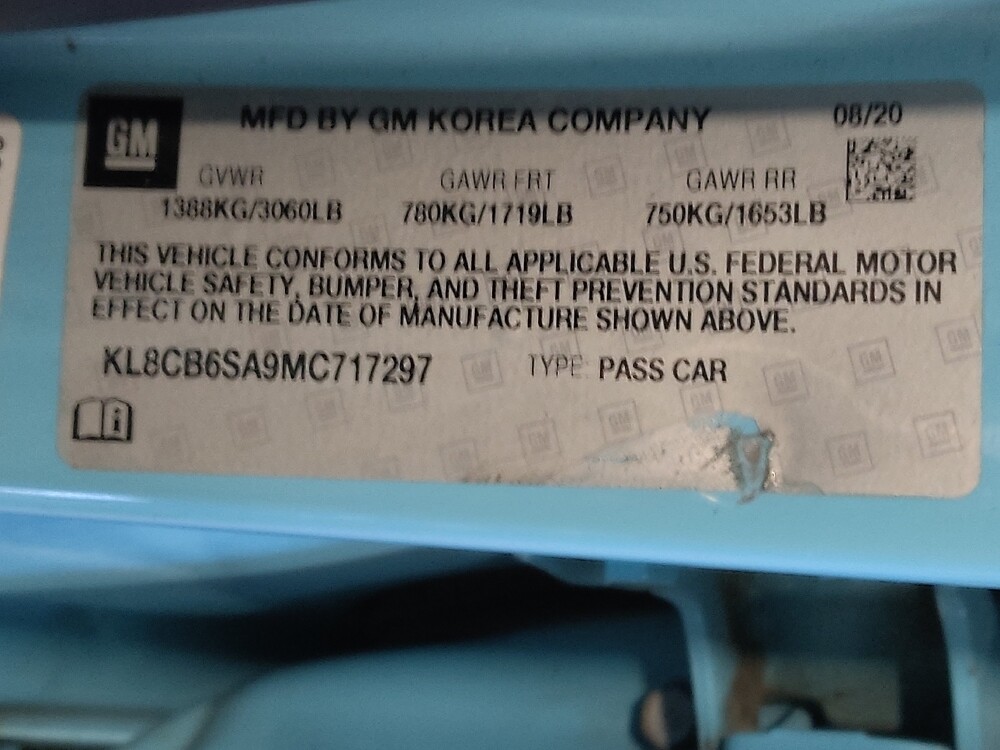 GM
MFD BY GM KOREA COMPANY
08/20
GVWR GAWR FRT GAWR RR
1388KG/3060LB 780KG/1719LB 750KG/1653LB
THIS VEHICLE CONFORMS TO ALL APPLICABLE U.S. FEDERAL MOTOR
VEHICLE SAFETY, BUMPER, AND THEFT PREVENTION STANDARDS IN
EFFECT ON THE DATE OF MANUFACTURE SHOWN ABOVE.
KL8CB6SA9MC717297 TYPE: PASS CAR